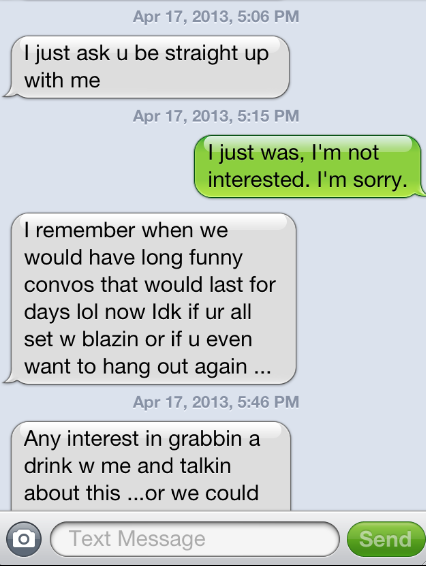 Apr 17, 2013, 5:06 PM
I just ask u be straight up
with me
Apr 17, 2013, 5:15 PM
I just was, I'm not
interested. I'm sorry.
I remember when we
would have long funny
convos that would last for
days lol now Idk if ur all
set w blazin or if u even
want to hang out again ...
Apr 17, 2013, 5:46 PM
Any interest in grabbin a
drink w me and talkin
about this ...or we could
Text Message
Send